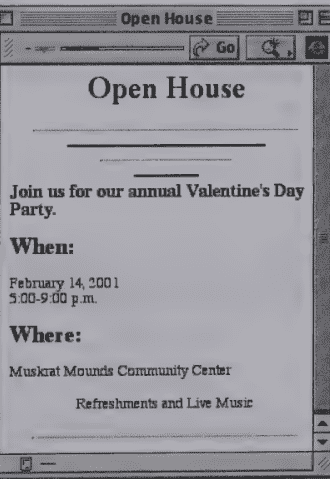 Open House
Go
Open House
Join us for our annual Valentine's Day
Party.
When:
February 14, 2001
5:00-9:00 p.m.
Where:
Muskrat Mounds Community Center
Refreshments and Live Music